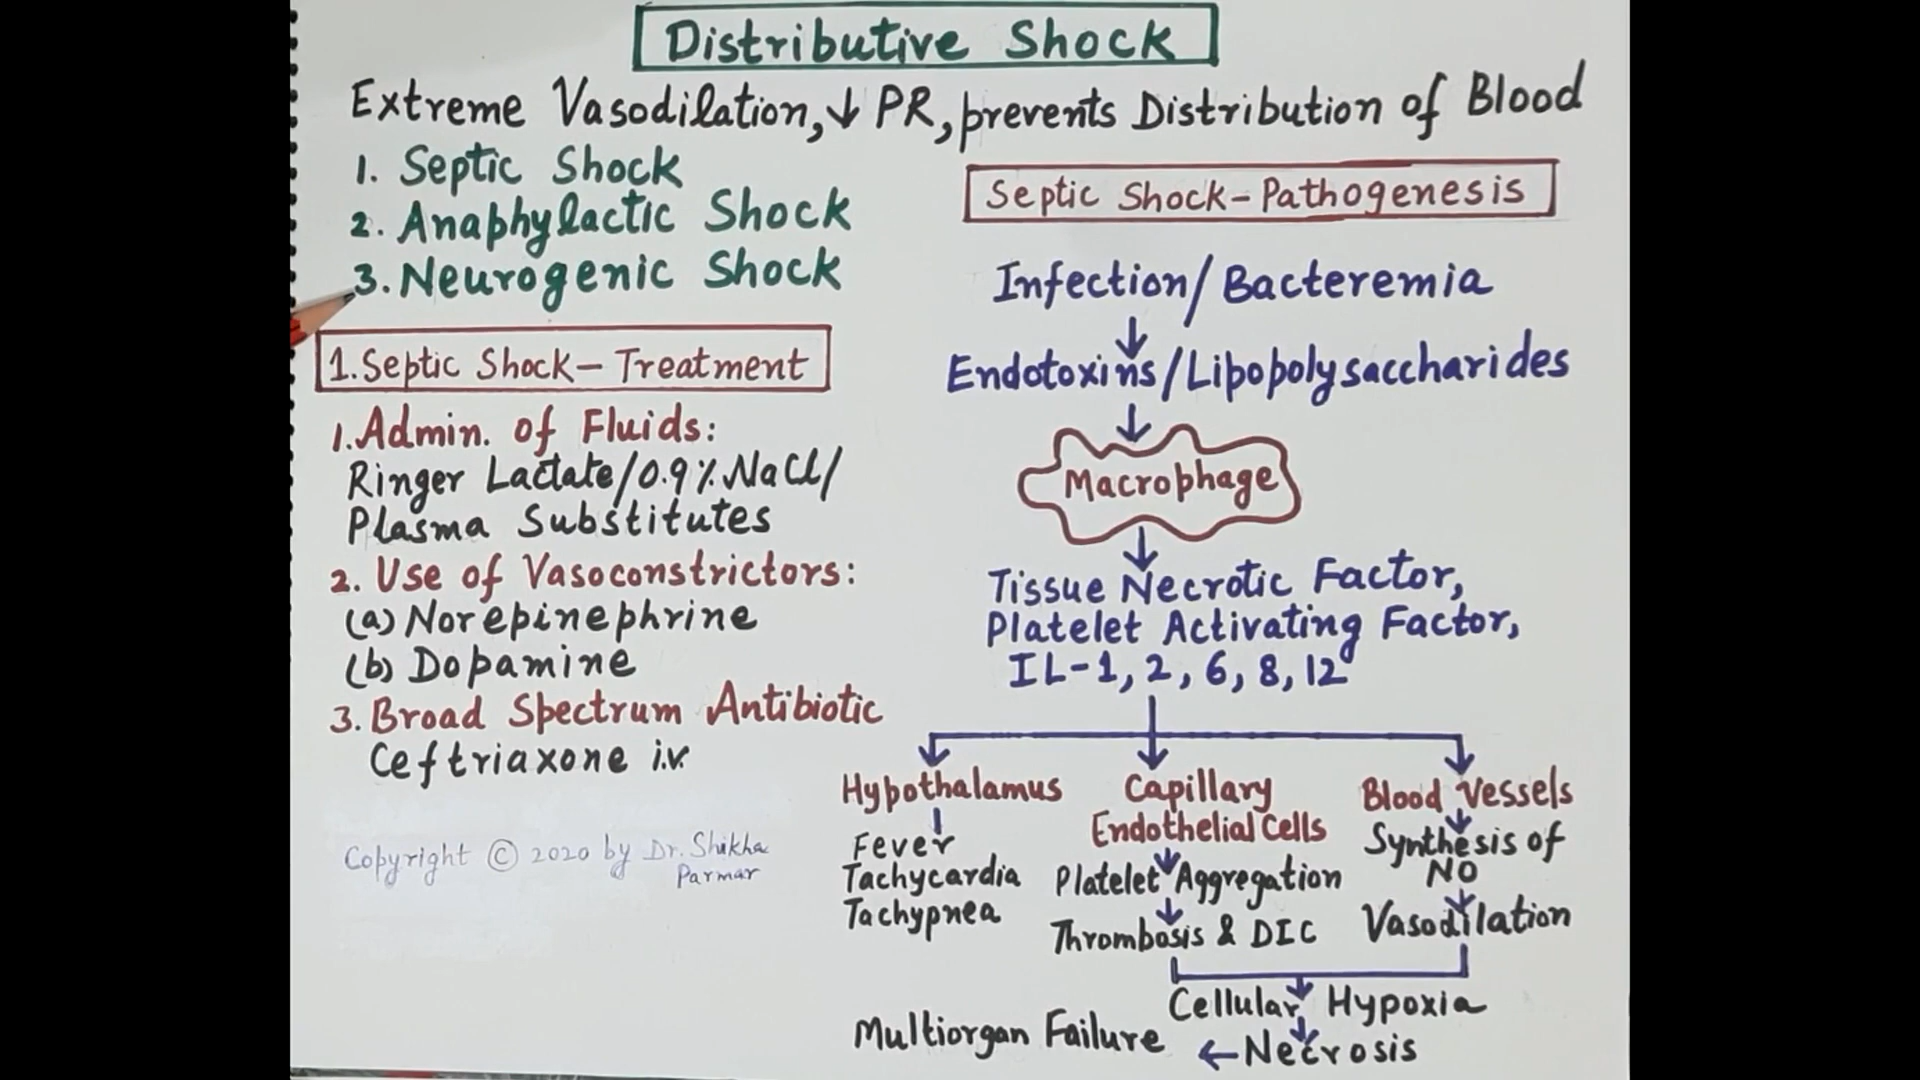 Distributive Shock
Extreme Vasodilation, ↓ PR, prevents Distribution of Blood
1. Septic Shock
2. Anaphylactic Shock
3. Neurogenic Shock
1. Septic Shock - Treatment
1. Admin. of Fluids:
Ringer Lactate/0.9% NaCl/
Plasma Substitutes
2. Use of Vasoconstrictors:
(a) Norepinephrine
(b) Dopamine
3. Broad Spectrum Antibiotic
Ceftriaxone i.v.
Copyright © 2020 by Dr. Shikha
Parmar
Septic Shock - Pathogenesis
Infection/Bacteremia
↓
Endotoxins/Lipopolysaccharides
↓
Macrophage
↓
Tissue Necrotic Factor,
Platelet Activating Factor,
IL-1, 2, 6, 8, 12
Hypothalamus
Fever
Tachycardia
Tachypnea
Capillary
Endothelial Cells
↓
Platelet Aggregation
↓
Thrombosis & DIC
Blood Vessels
↓
Synthesis of
NO
↓
Vasodilation
Cellular Hypoxia
↓
← Necrosis
Multiorgan Failure